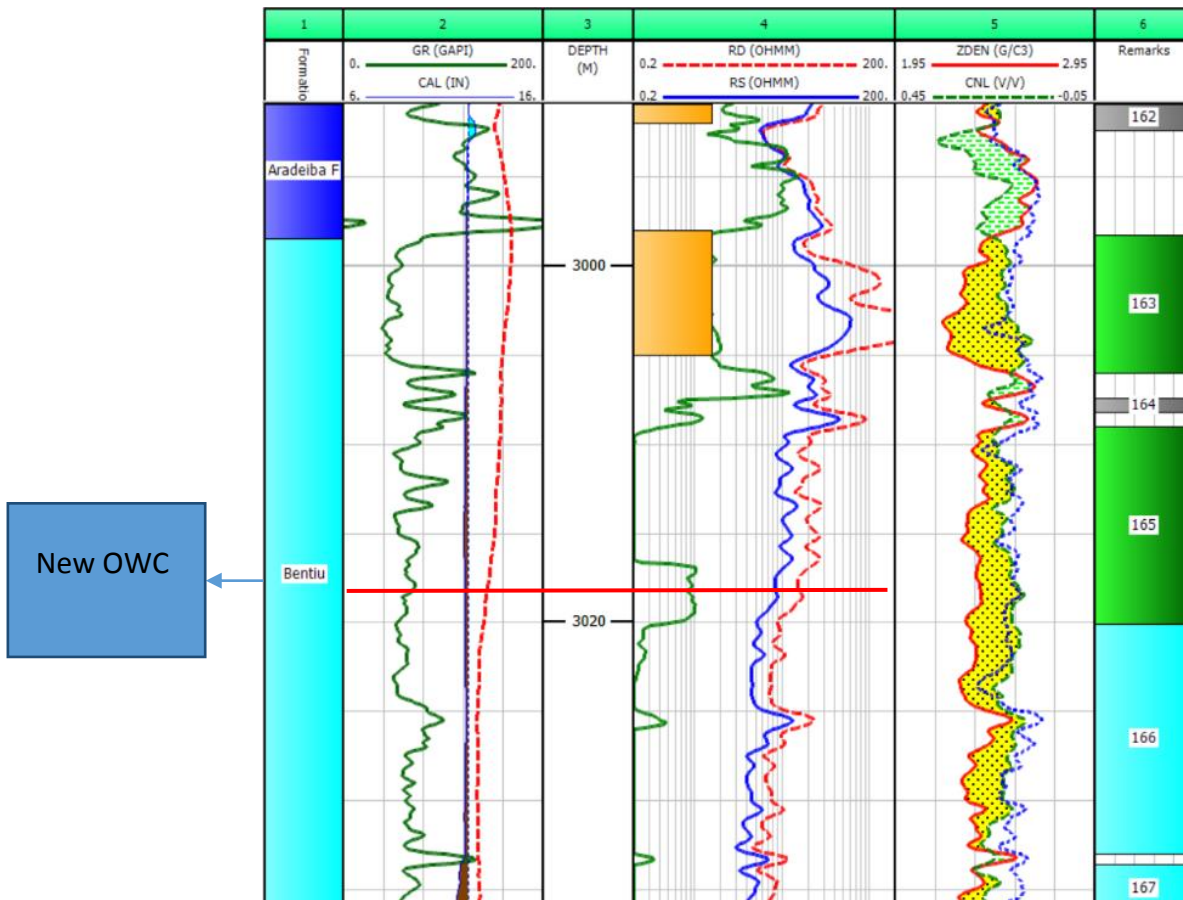 1 2 3 4 5 6
Formatio
GR (GAPI)
0. 200.
CAL (IN)
6. 16.
DEPTH
(M)
RD (OHMM)
0.2 200.
RS (OHMM)
0.2 200.
ZDEN (G/C3)
1.95 2.95
CNL (V/V)
0.45 -0.05
Remarks
162
Aradeiba F
3000
163
164
165
New OWC
Bentiu
3020
166
167